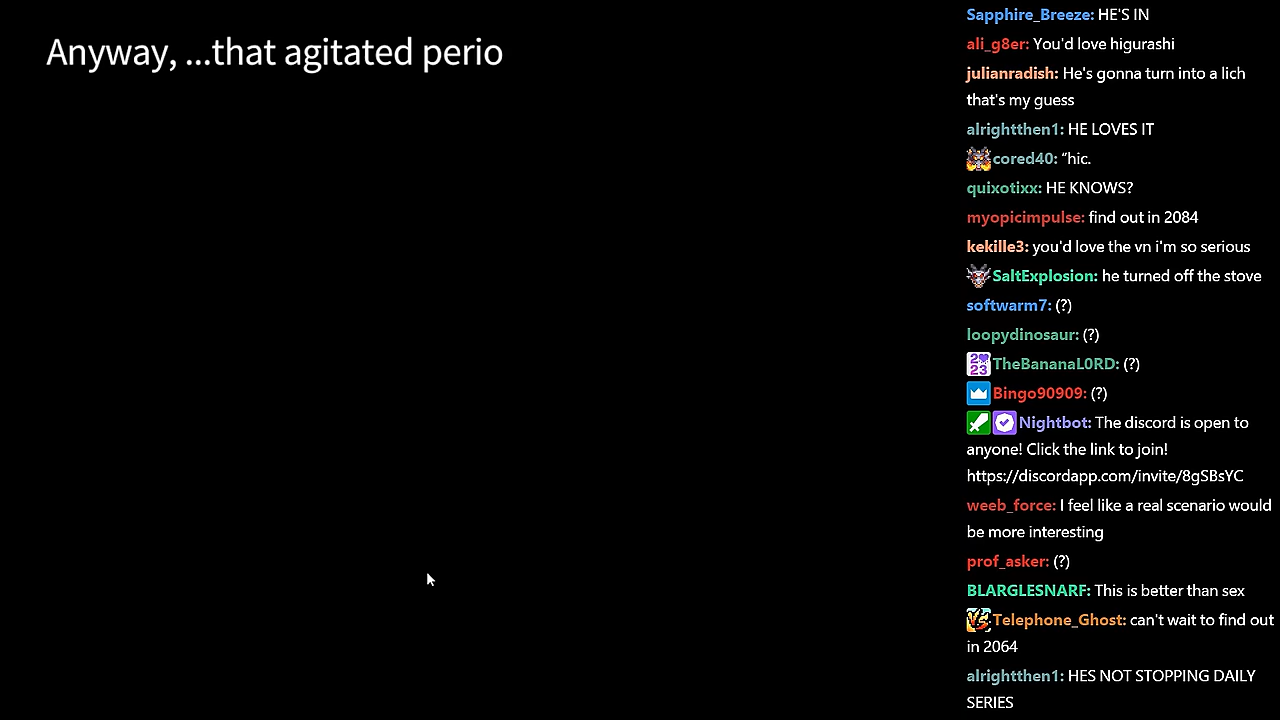 Anyway, ...that agitated perio
Sapphire_Breeze: HE'S IN
ali_g8er: You'd love higurashi
julianradish: He's gonna turn into a lich
that's my guess
alrightthen1: HE LOVES IT
cored40: “hic.
quixotixx: HE KNOWS?
myopicimpulse: find out in 2084
kekille3: you'd love the vn i'm so serious
SaltExplosion: he turned off the stove
softwarm7: (?)
loopydinosaur: (?)
2023 TheBananaL0RD: (?)
Bingo90909: (?)
Nightbot: The discord is open to
anyone! Click the link to join!
https://discordapp.com/invite/8gSBsYC
weeb_force: I feel like a real scenario would
be more interesting
prof_asker: (?)
BLARGLESNARF: This is better than sex
Telephone_Ghost: can't wait to find out
in 2064
alrightthen1: HES NOT STOPPING DAILY
SERIES